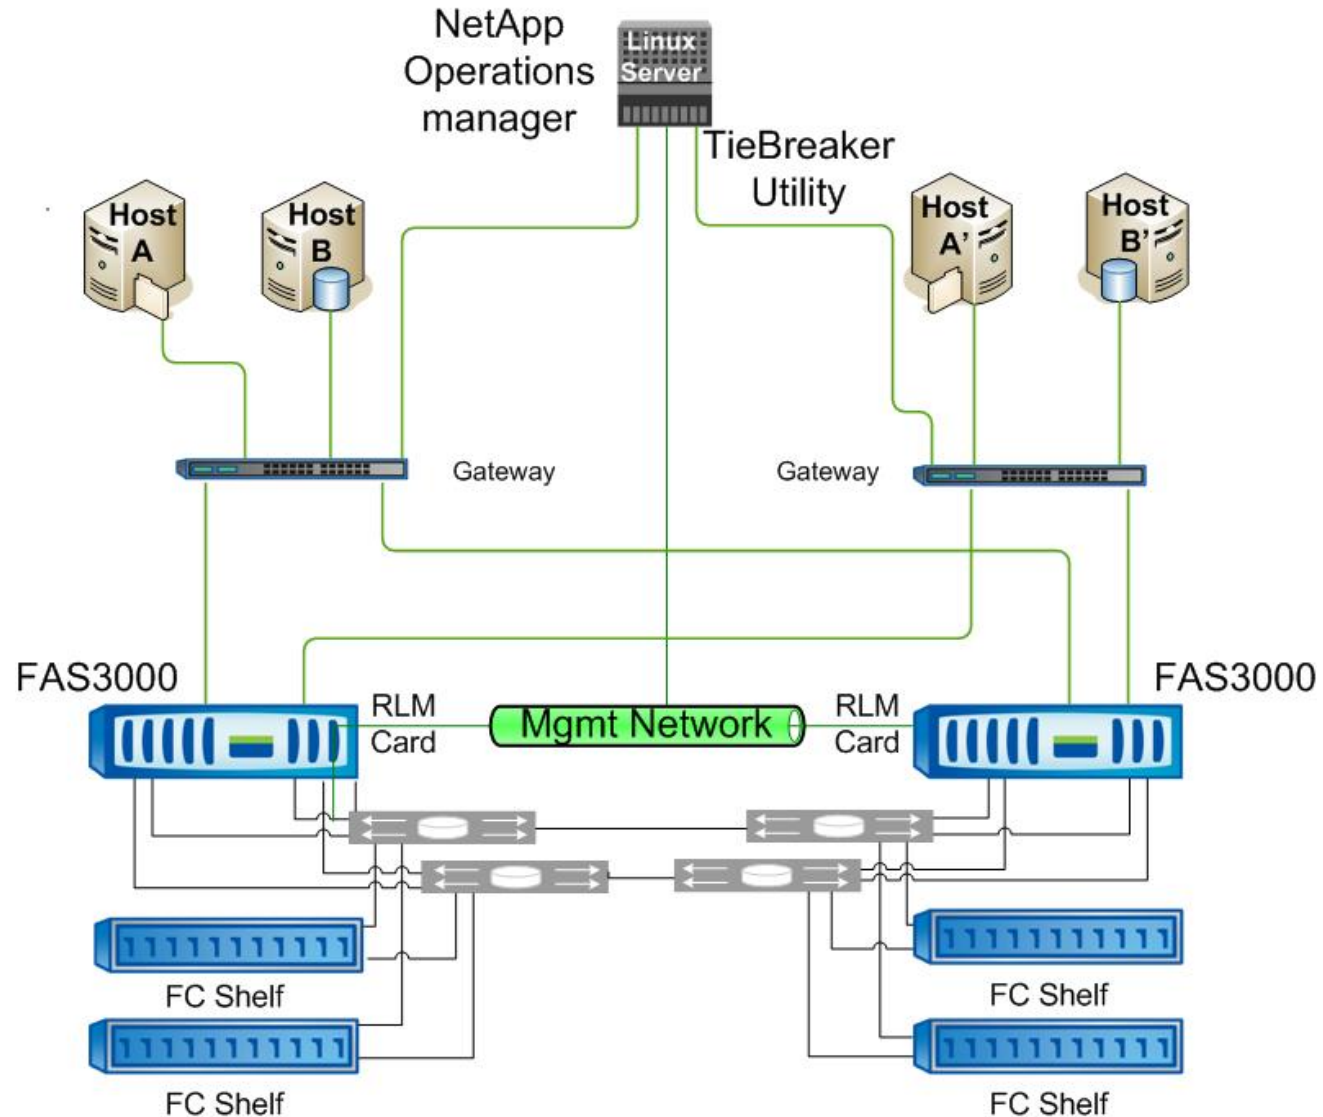 NetApp
Operations
manager
Linux
Server
TieBreaker
Utility
Host
A
Host
B
Host
A’
Host
B’
Gateway
Gateway
FAS3000
FAS3000
RLM
Card
Mgmt Network
RLM
Card
FC Shelf
FC Shelf
FC Shelf
FC Shelf